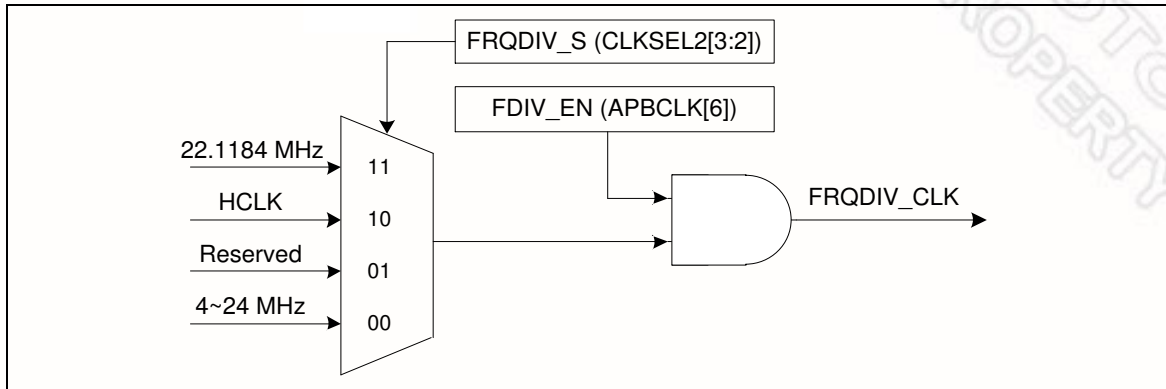 FRQDIV_S (CLKSEL2[3:2])
FDIV_EN (APBCLK[6])
22.1184 MHz
11
HCLK
10
FRQDIV_CLK
Reserved
01
4~24 MHz
00
PROPERTY